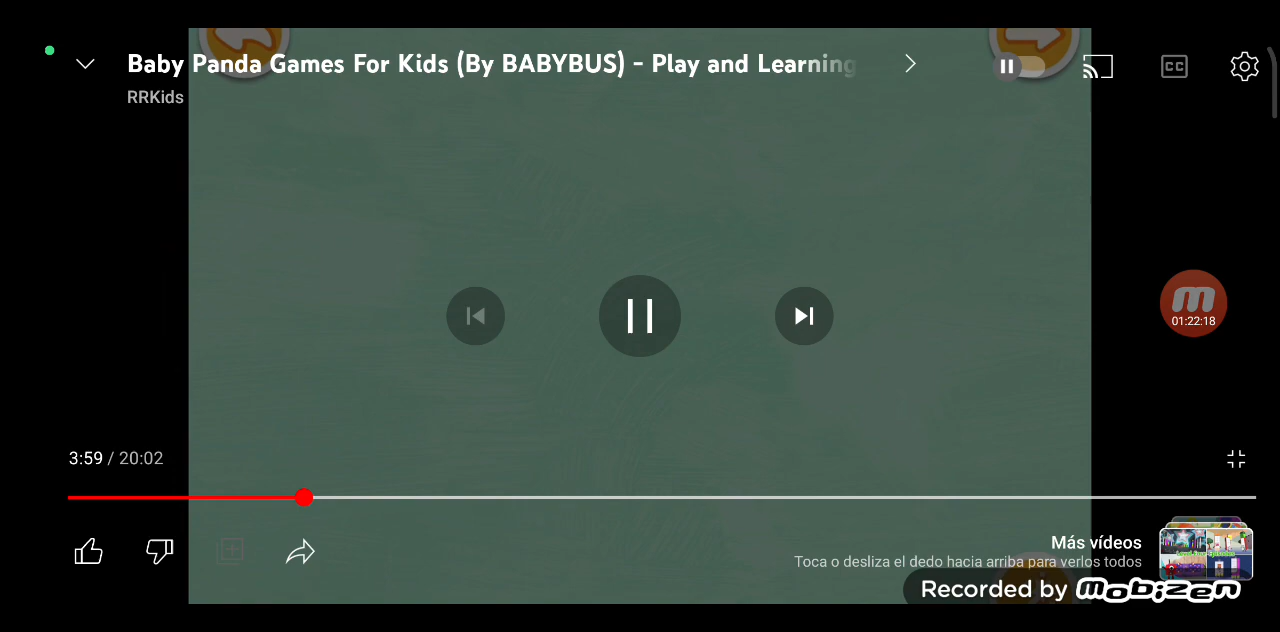 Baby Panda Games For Kids (By BABYBUS) - Play and Learning
RRKids
CC
01:22:18
3:59 / 20:02
Más vídeos
Toca o desliza el dedo hacia arriba para verlos todos
Recorded by mobizen